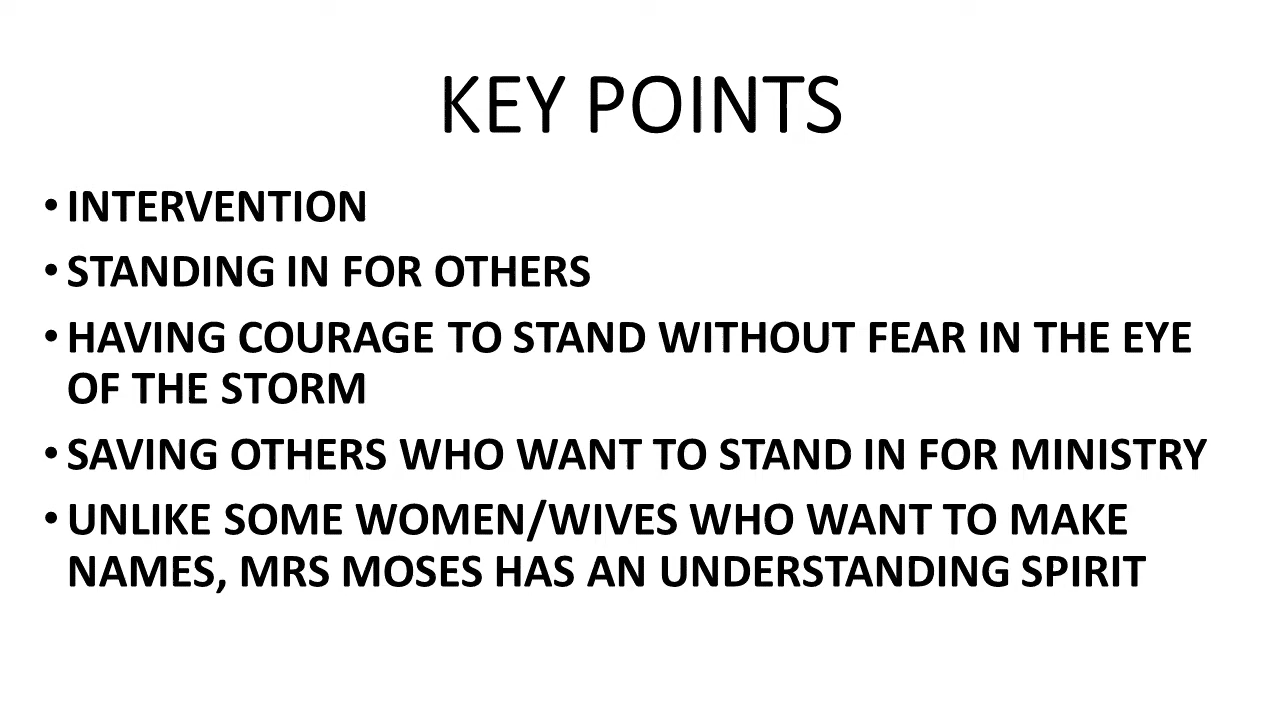 KEY POINTS
• INTERVENTION
• STANDING IN FOR OTHERS
• HAVING COURAGE TO STAND WITHOUT FEAR IN THE EYE
OF THE STORM
• SAVING OTHERS WHO WANT TO STAND IN FOR MINISTRY
• UNLIKE SOME WOMEN/WIVES WHO WANT TO MAKE
NAMES, MRS MOSES HAS AN UNDERSTANDING SPIRIT